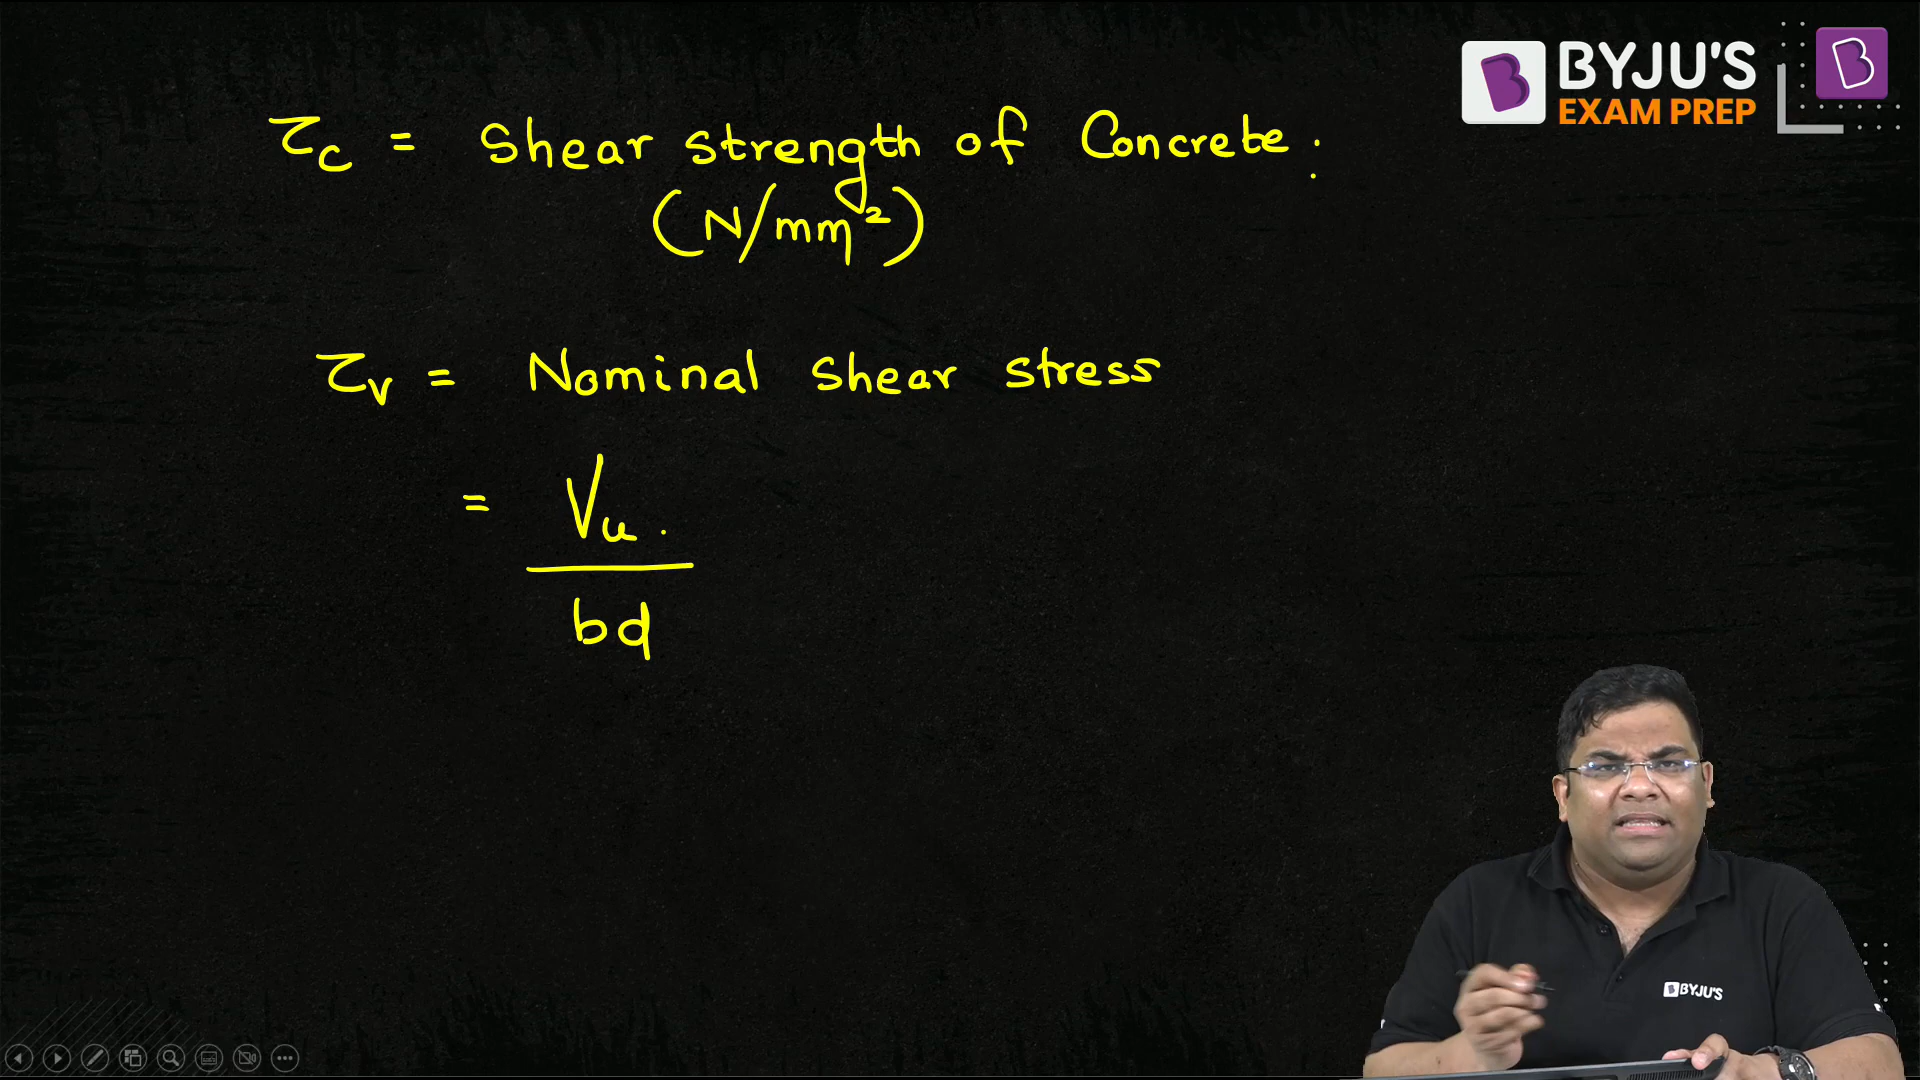 BYJU'S
EXAM PREP
τc = Shear strength of Concrete :
(N/mm²)
τv = Nominal shear stress
= Vu .
bd
BYJU'S